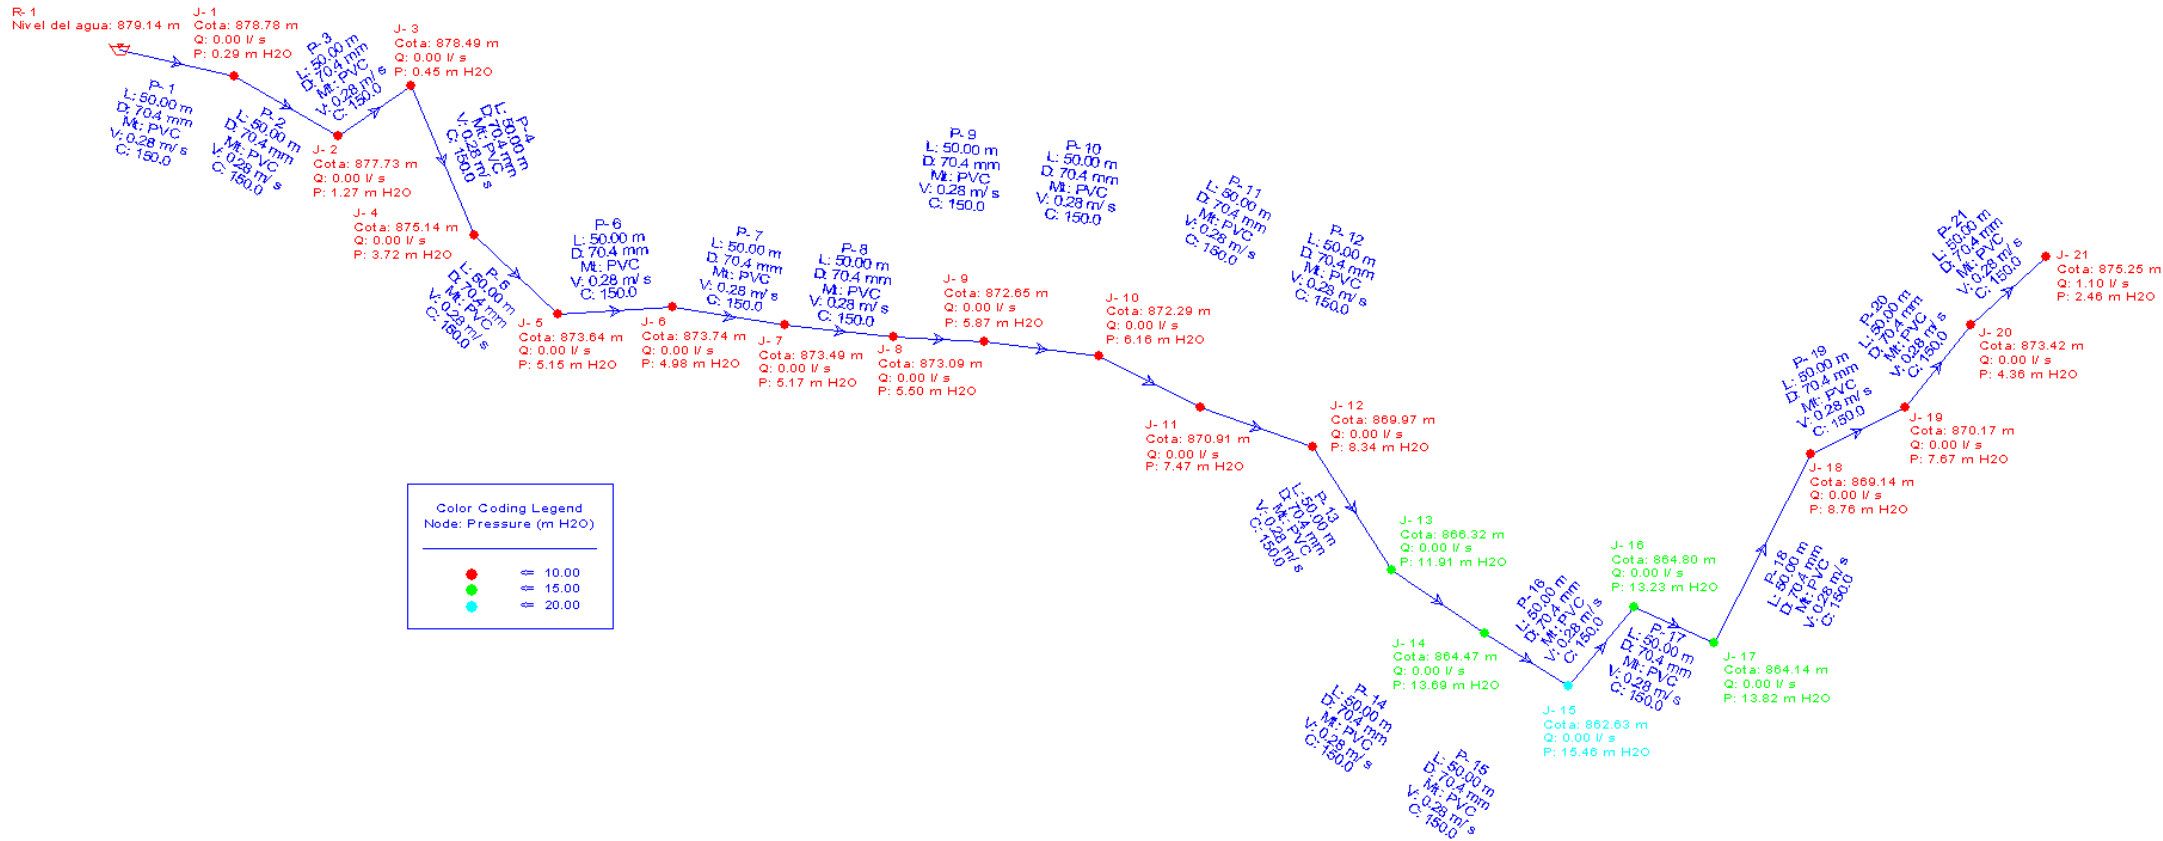 R- 1
Nivel del agua: 879.14 m
J- 1
Cota: 878.78 m
Q: 0.00 l/ s
P: 0.29 m H2O
P- 1
L: 50.00 m
D: 70.4 mm
Mt: PVC
V: 0.28 m/ s
C: 150.0
P- 2
L: 50.00 m
D: 70.4 mm
Mt: PVC
V: 0.28 m/ s
C: 150.0
J- 2
Cota: 877.73 m
Q: 0.00 l/ s
P: 1.27 m H2O
P- 3
L: 50.00 m
D: 70.4 mm
Mt: PVC
V: 0.28 m/ s
C: 150.0
J- 3
Cota: 878.49 m
Q: 0.00 l/ s
P: 0.45 m H2O
P- 4
L: 50.00 m
D: 70.4 mm
Mt: PVC
V: 0.28 m/ s
C: 150.0
J- 4
Cota: 875.14 m
Q: 0.00 l/ s
P: 3.72 m H2O
P- 5
L: 50.00 m
D: 70.4 mm
Mt: PVC
V: 0.28 m/ s
C: 150.0
J- 5
Cota: 873.64 m
Q: 0.00 l/ s
P: 5.15 m H2O
P- 6
L: 50.00 m
D: 70.4 mm
Mt: PVC
V: 0.28 m/ s
C: 150.0
J- 6
Cota: 873.74 m
Q: 0.00 l/ s
P: 4.98 m H2O
P- 7
L: 50.00 m
D: 70.4 mm
Mt: PVC
V: 0.28 m/ s
C: 150.0
J- 7
Cota: 873.49 m
Q: 0.00 l/ s
P: 5.17 m H2O
P- 8
L: 50.00 m
D: 70.4 mm
Mt: PVC
V: 0.28 m/ s
C: 150.0
J- 8
Cota: 873.09 m
Q: 0.00 l/ s
P: 5.50 m H2O
P- 9
L: 50.00 m
D: 70.4 mm
Mt: PVC
V: 0.28 m/ s
C: 150.0
J- 9
Cota: 872.65 m
Q: 0.00 l/ s
P: 5.87 m H2O
P- 10
L: 50.00 m
D: 70.4 mm
Mt: PVC
V: 0.28 m/ s
C: 150.0
J- 10
Cota: 872.29 m
Q: 0.00 l/ s
P: 6.16 m H2O
P- 11
L: 50.00 m
D: 70.4 mm
Mt: PVC
V: 0.28 m/ s
C: 150.0
J- 11
Cota: 870.91 m
Q: 0.00 l/ s
P: 7.47 m H2O
P- 12
L: 50.00 m
D: 70.4 mm
Mt: PVC
V: 0.28 m/ s
C: 150.0
J- 12
Cota: 869.97 m
Q: 0.00 l/ s
P: 8.34 m H2O
P- 13
L: 50.00 m
D: 70.4 mm
Mt: PVC
V: 0.28 m/ s
C: 150.0
J- 13
Cota: 866.32 m
Q: 0.00 l/ s
P: 11.91 m H2O
P- 14
L: 50.00 m
D: 70.4 mm
Mt: PVC
V: 0.28 m/ s
C: 150.0
J- 14
Cota: 864.47 m
Q: 0.00 l/ s
P: 13.69 m H2O
P- 15
L: 50.00 m
D: 70.4 mm
Mt: PVC
V: 0.28 m/ s
C: 150.0
J- 15
Cota: 862.63 m
Q: 0.00 l/ s
P: 15.46 m H2O
P- 16
L: 50.00 m
D: 70.4 mm
Mt: PVC
V: 0.28 m/ s
C: 150.0
J- 16
Cota: 864.80 m
Q: 0.00 l/ s
P: 13.23 m H2O
P- 17
L: 50.00 m
D: 70.4 mm
Mt: PVC
V: 0.28 m/ s
C: 150.0
J- 17
Cota: 864.14 m
Q: 0.00 l/ s
P: 13.82 m H2O
P- 18
L: 50.00 m
D: 70.4 mm
Mt: PVC
V: 0.28 m/ s
C: 150.0
J- 18
Cota: 869.14 m
Q: 0.00 l/ s
P: 8.76 m H2O
P- 19
L: 50.00 m
D: 70.4 mm
Mt: PVC
V: 0.28 m/ s
C: 150.0
J- 19
Cota: 870.17 m
Q: 0.00 l/ s
P: 7.67 m H2O
P- 20
L: 50.00 m
D: 70.4 mm
Mt: PVC
V: 0.28 m/ s
C: 150.0
J- 20
Cota: 873.42 m
Q: 0.00 l/ s
P: 4.36 m H2O
P- 21
L: 50.00 m
D: 70.4 mm
Mt: PVC
V: 0.28 m/ s
C: 150.0
J- 21
Cota: 875.25 m
Q: 1.10 l/ s
P: 2.46 m H2O
Color Coding Legend
Node: Pressure (m H2O)
<= 10.00
<= 15.00
<= 20.00